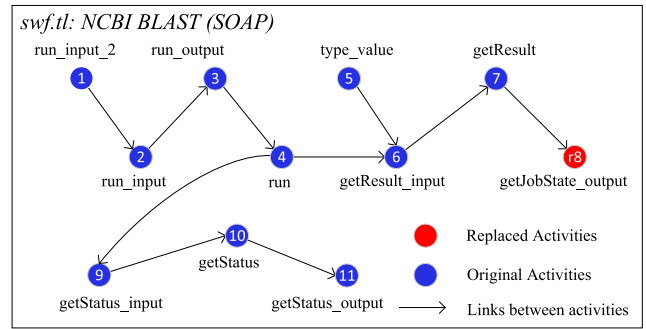 swf.tl: NCBI BLAST (SOAP)
run_input_2
run_output
type_value
getResult
1
3
5
7
2
4
6
r8
run_input
run
getResult_input
getJobState_output
10
Replaced Activities
getStatus
9
11
Original Activities
getStatus_input
getStatus_output
Links between activities